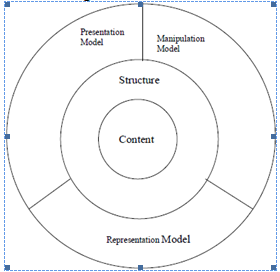 Presentation
Model
Manipulation
Model
Structure
Content
Representation Model